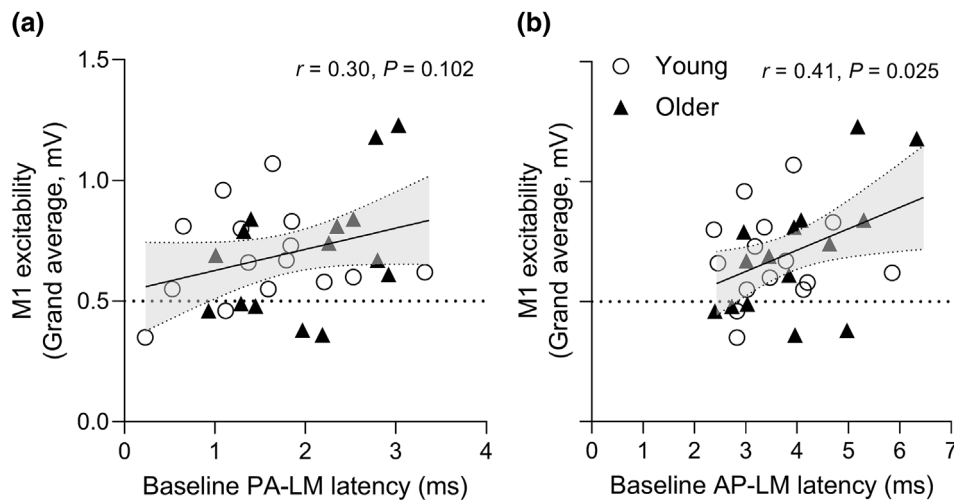 (a)
r = 0.30, P = 0.102
M1 excitability
(Grand average, mV)
1.5
1.0
0.5
0.0
0 1 2 3 4
Baseline PA-LM latency (ms)
(b)
Young
Older
r = 0.41, P = 0.025
M1 excitability
(Grand average, mV)
0 1 2 3 4 5 6 7
Baseline AP-LM latency (ms)